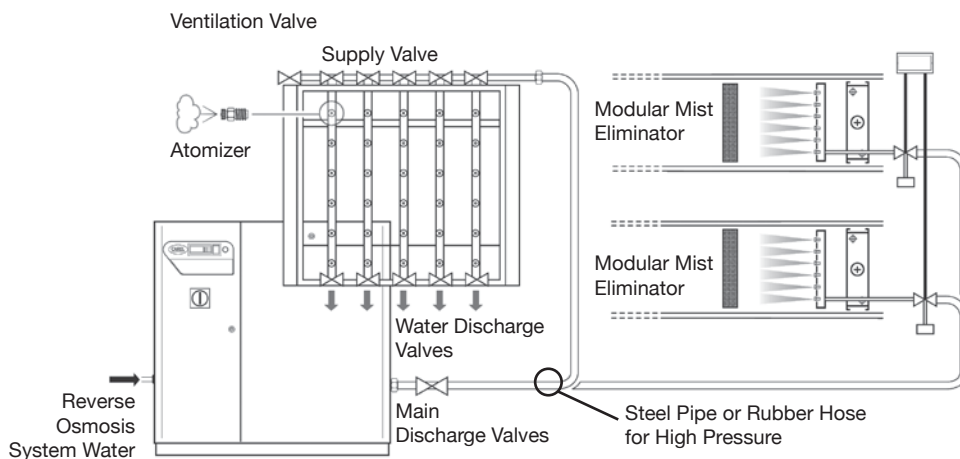 Ventilation Valve
Supply Valve
Atomizer
Modular Mist
Eliminator
Modular Mist
Eliminator
Water Discharge
Valves
Reverse
Osmosis
System Water
Main
Discharge Valves
Steel Pipe or Rubber Hose
for High Pressure